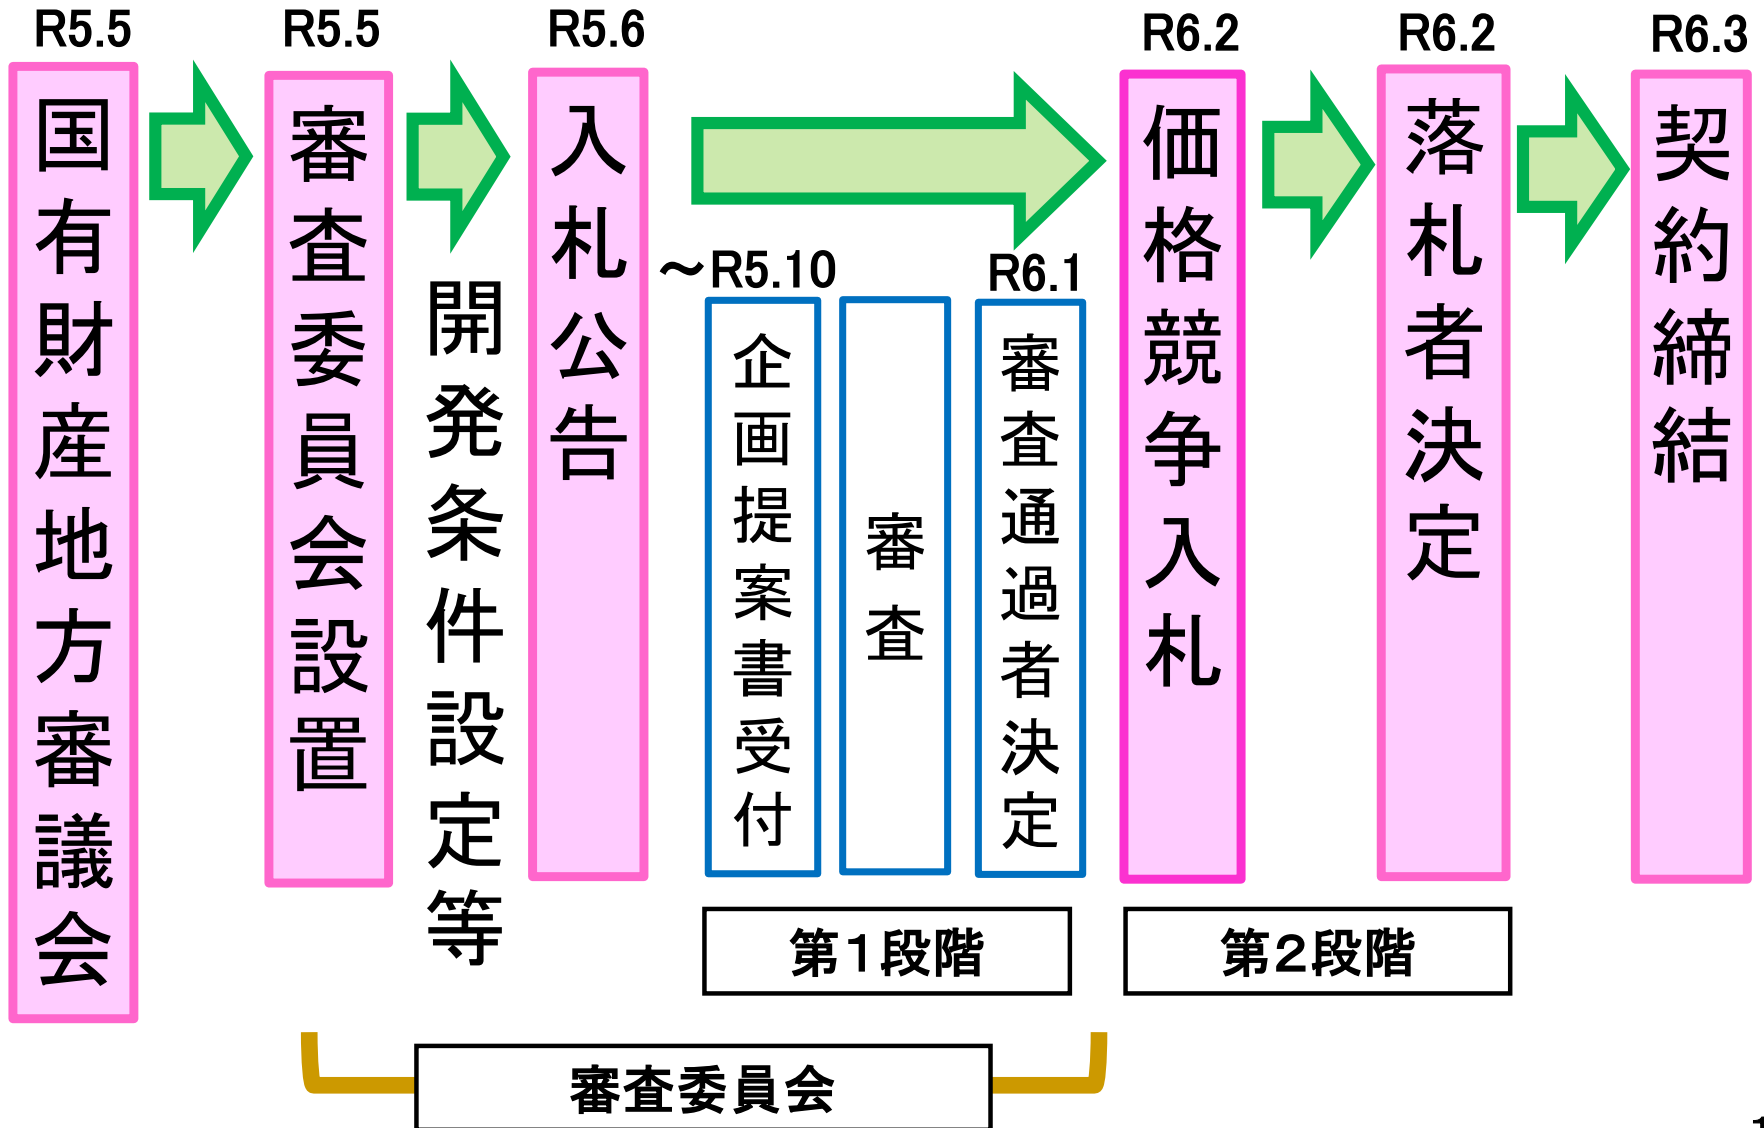 R5.5
国有財産地方審議会
R5.5
審査委員会設置
開発条件設定等
R5.6
入札公告
～R5.10
企画提案書受付
審査
R6.1
審査通過者決定
R6.2
価格競争入札
R6.2
落札者決定
R6.3
契約締結
第１段階
第２段階
審査委員会